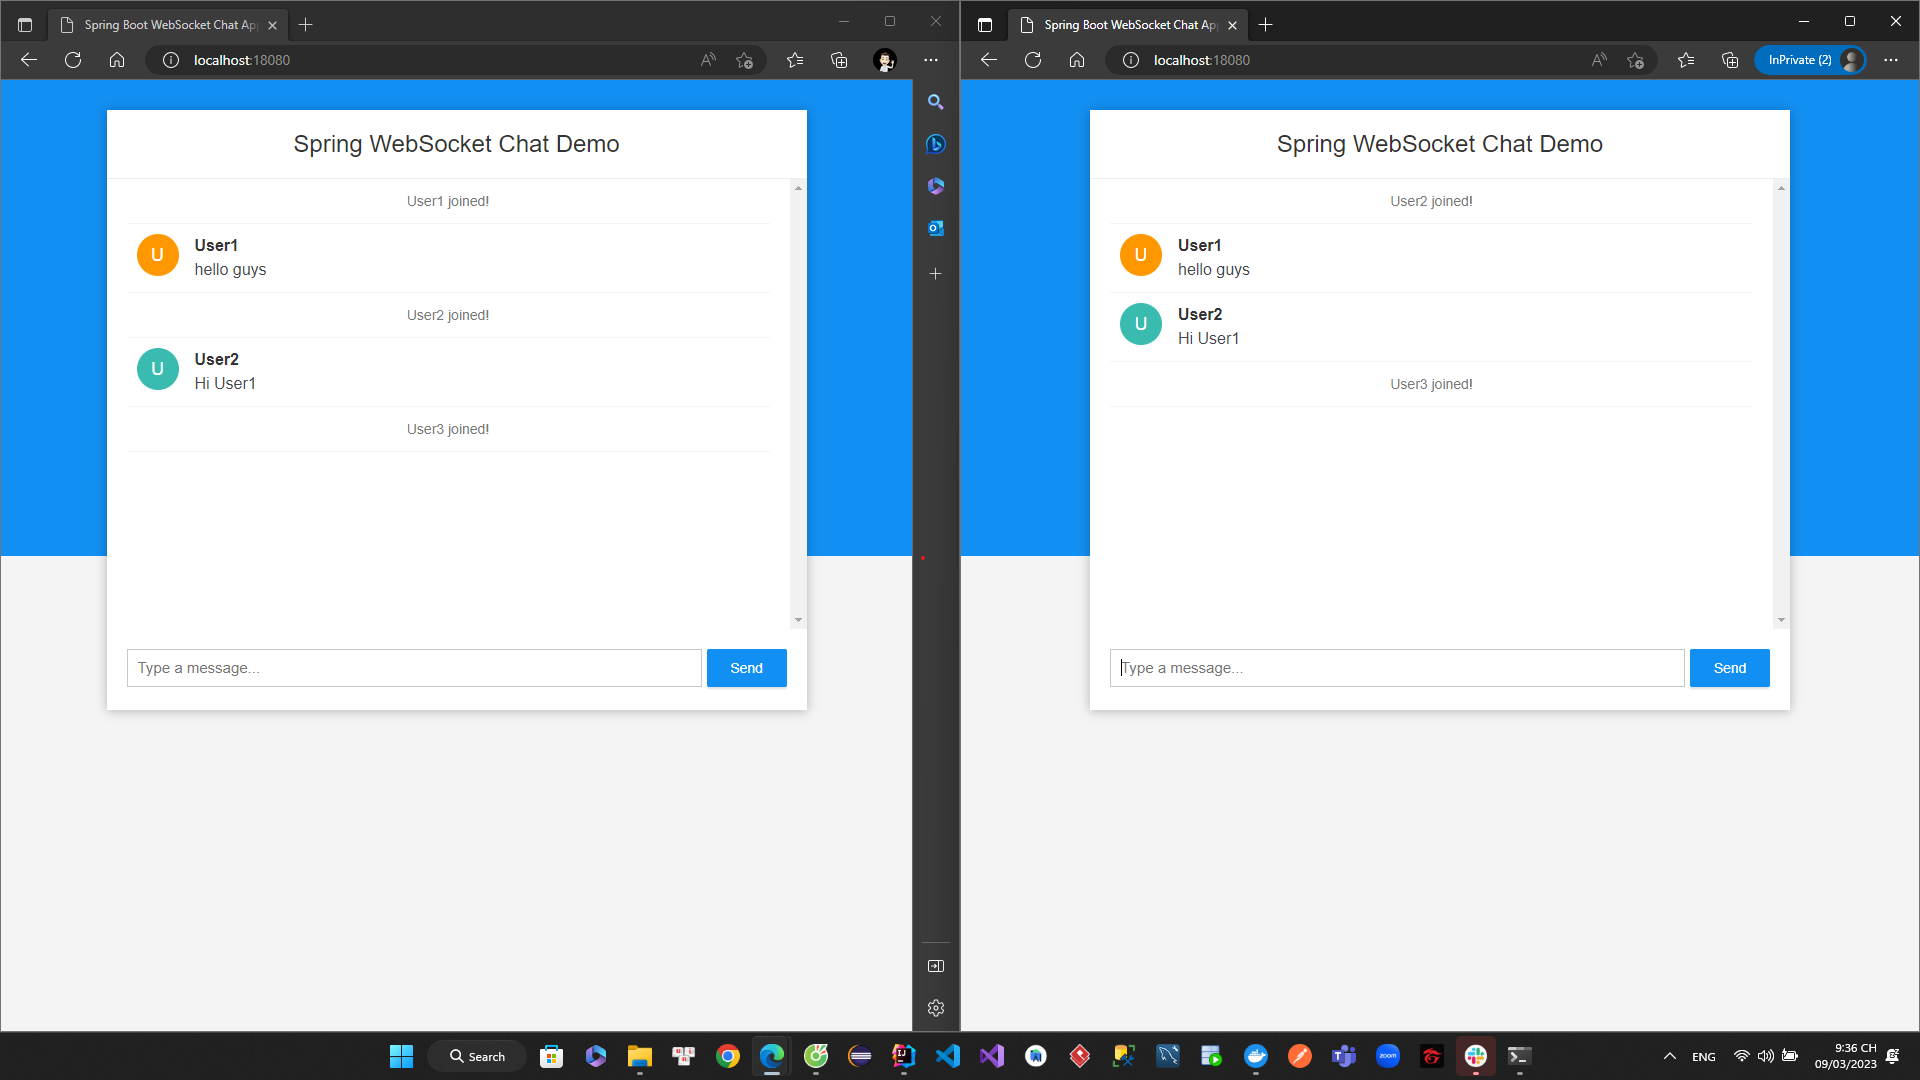 Spring Boot WebSocket Chat Ap
localhost:18080
Spring WebSocket Chat Demo
User1 joined!
U
User1
hello guys
User2 joined!
U
User2
Hi User1
User3 joined!
Type a message...
Send
Spring Boot WebSocket Chat Ap
localhost:18080
InPrivate (2)
Spring WebSocket Chat Demo
User2 joined!
U
User1
hello guys
U
User2
Hi User1
User3 joined!
Type a message...
Send
Search
zoom
ENG
9:36 CH
09/03/2023